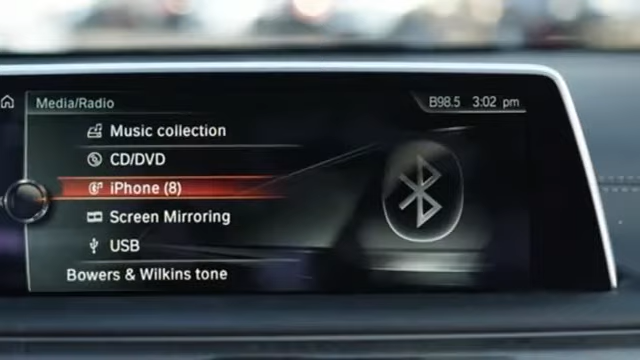 Media/Radio
B98.5 3:02 pm
Music collection
CD/DVD
iPhone (8)
Screen Mirroring
USB
Bowers & Wilkins tone